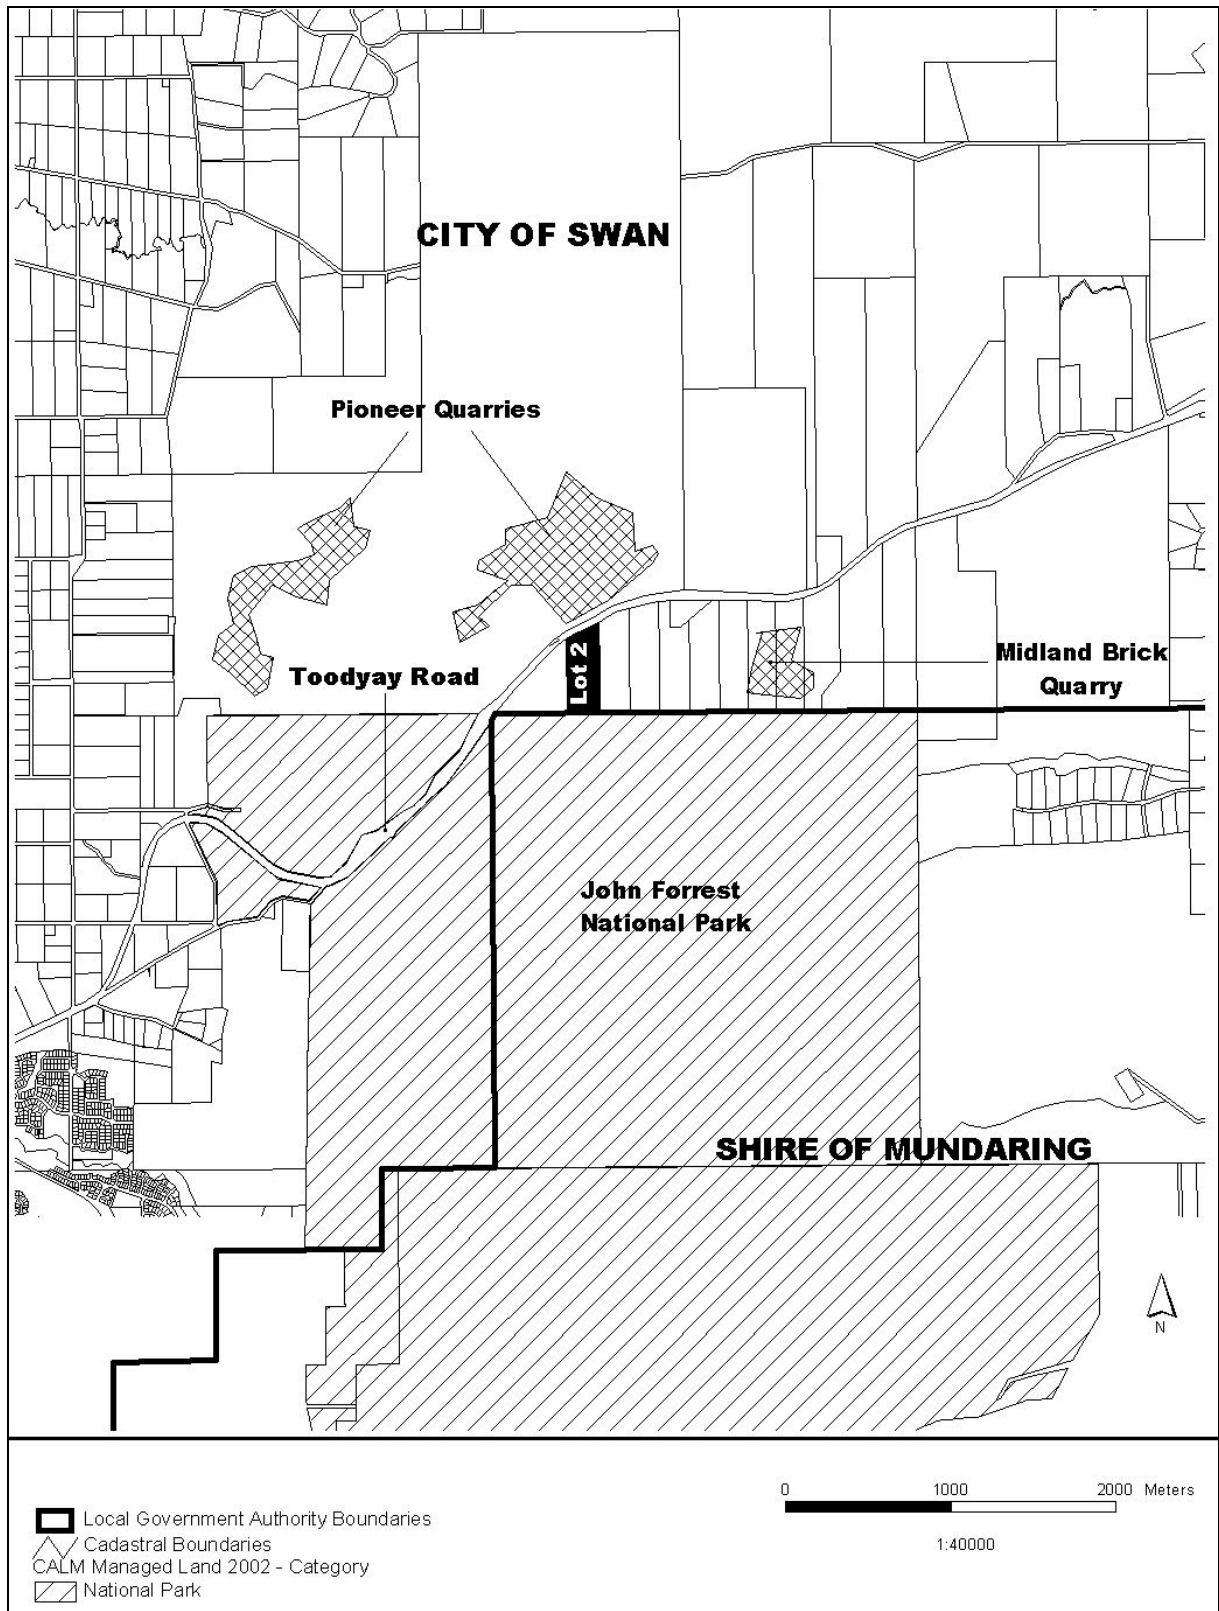 CITY OF SWAN
Pioneer Quarries
Toodyay Road
Lot 2
Midland Brick
Quarry
John Forrest
National Park
SHIRE OF MUNDARING
N
0 1000 2000 Meters
1:40000
Local Government Authority Boundaries
Cadastral Boundaries
CALM Managed Land 2002 - Category
National Park